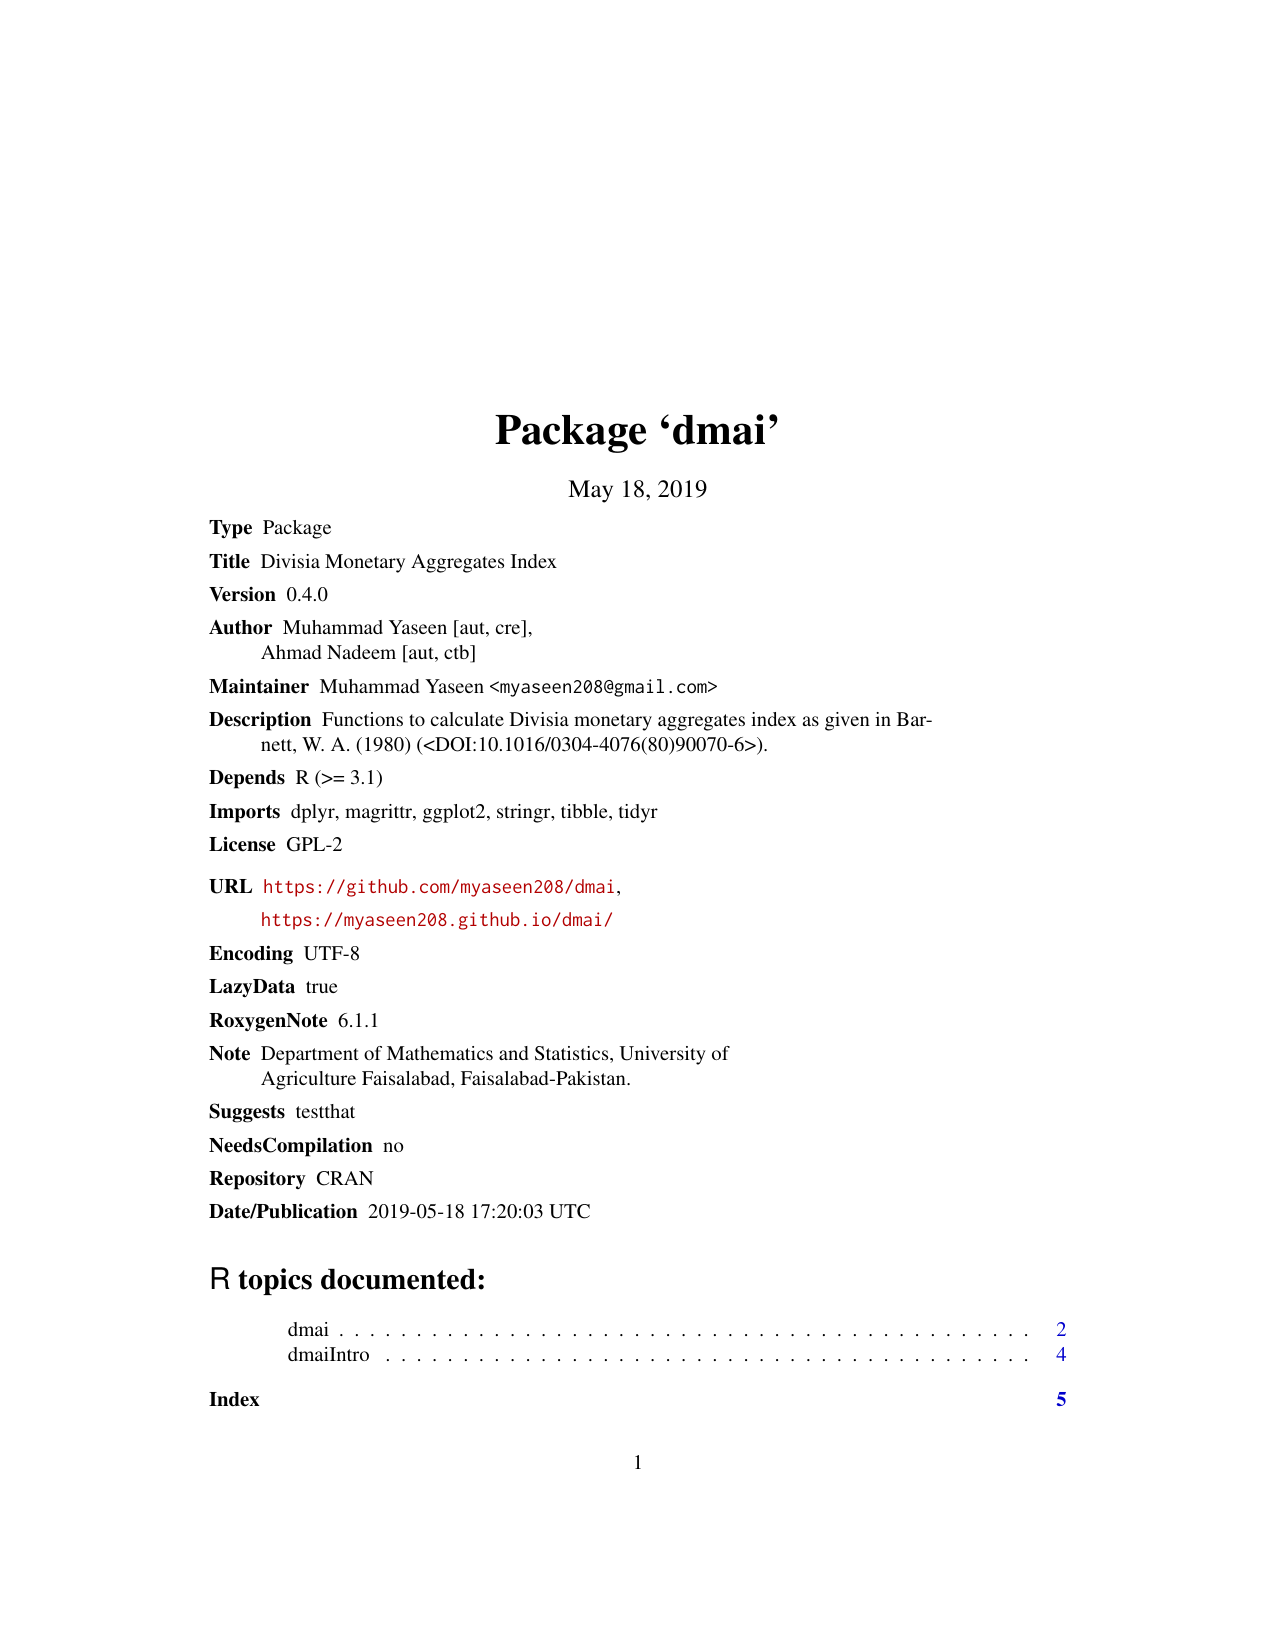 Package ‘dmai’
May 18, 2019
Type Package
Title Divisia Monetary Aggregates Index
Version 0.4.0
Author Muhammad Yaseen [aut, cre],
Ahmad Nadeem [aut, ctb]
Maintainer Muhammad Yaseen <myaseen208@gmail.com>
Description Functions to calculate Divisia monetary aggregates index as given in Bar-
nett, W. A. (1980) (<DOI:10.1016/0304-4076(80)90070-6>).
Depends R (>= 3.1)
Imports dplyr, magrittr, ggplot2, stringr, tibble, tidyr
License GPL-2
URL https://github.com/myaseen208/dmai,
https://myaseen208.github.io/dmai/
Encoding UTF-8
LazyData true
RoxygenNote 6.1.1
Note Department of Mathematics and Statistics, University of
Agriculture Faisalabad, Faisalabad-Pakistan.
Suggests testthat
NeedsCompilation no
Repository CRAN
Date/Publication 2019-05-18 17:20:03 UTC
R topics documented:
dmai . . . . . . . . . . . . . . . . . . . . . . . . . . . . . . . . . . . . . . . . . . . . . . 2
dmaiIntro . . . . . . . . . . . . . . . . . . . . . . . . . . . . . . . . . . . . . . . . . . . 4
Index 5
1